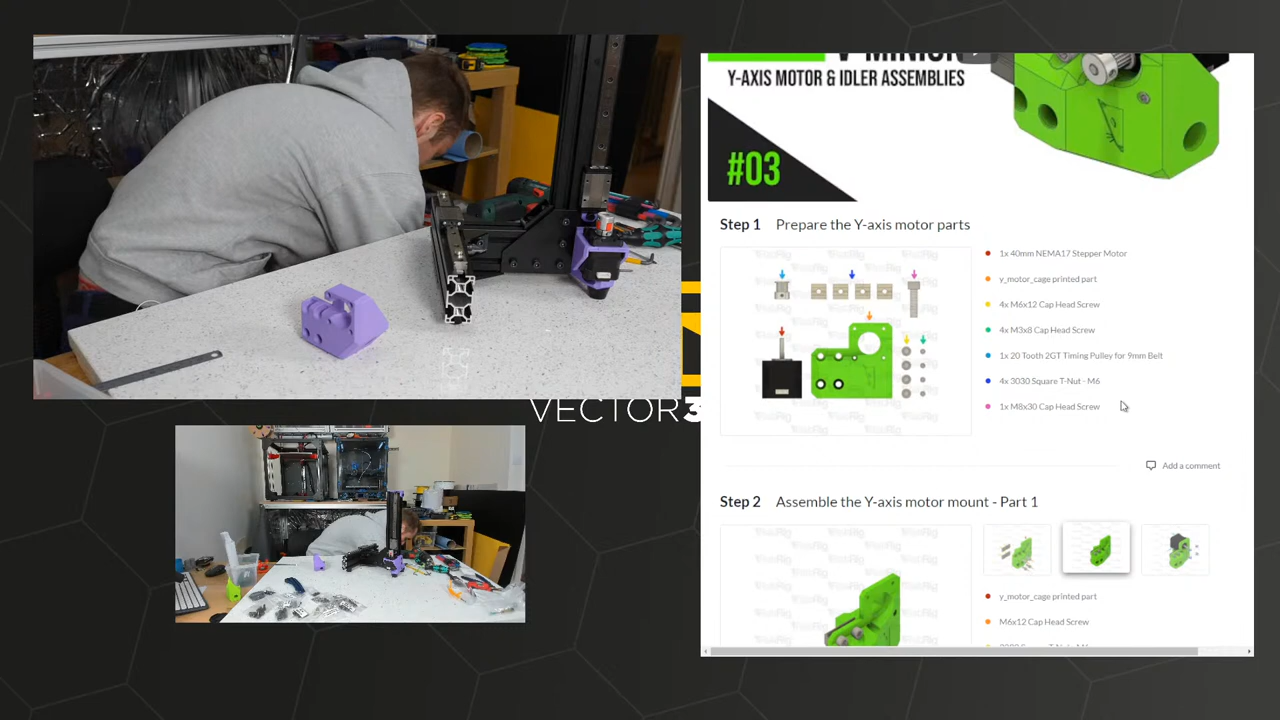 Y-AXIS MOTOR & IDLER ASSEMBLIES
#03
Step 1 Prepare the Y-axis motor parts
1x 40mm NEMA17 Stepper Motor
y_motor_cage printed part
4x M6x12 Cap Head Screw
4x M3x8 Cap Head Screw
1x 20 Tooth 2GT Timing Pulley for 9mm Belt
4x 3030 Square T-Nut - M6
1x M8x30 Cap Head Screw
Add a comment
Step 2 Assemble the Y-axis motor mount - Part 1
y_motor_cage printed part
M6x12 Cap Head Screw
VECTOR3